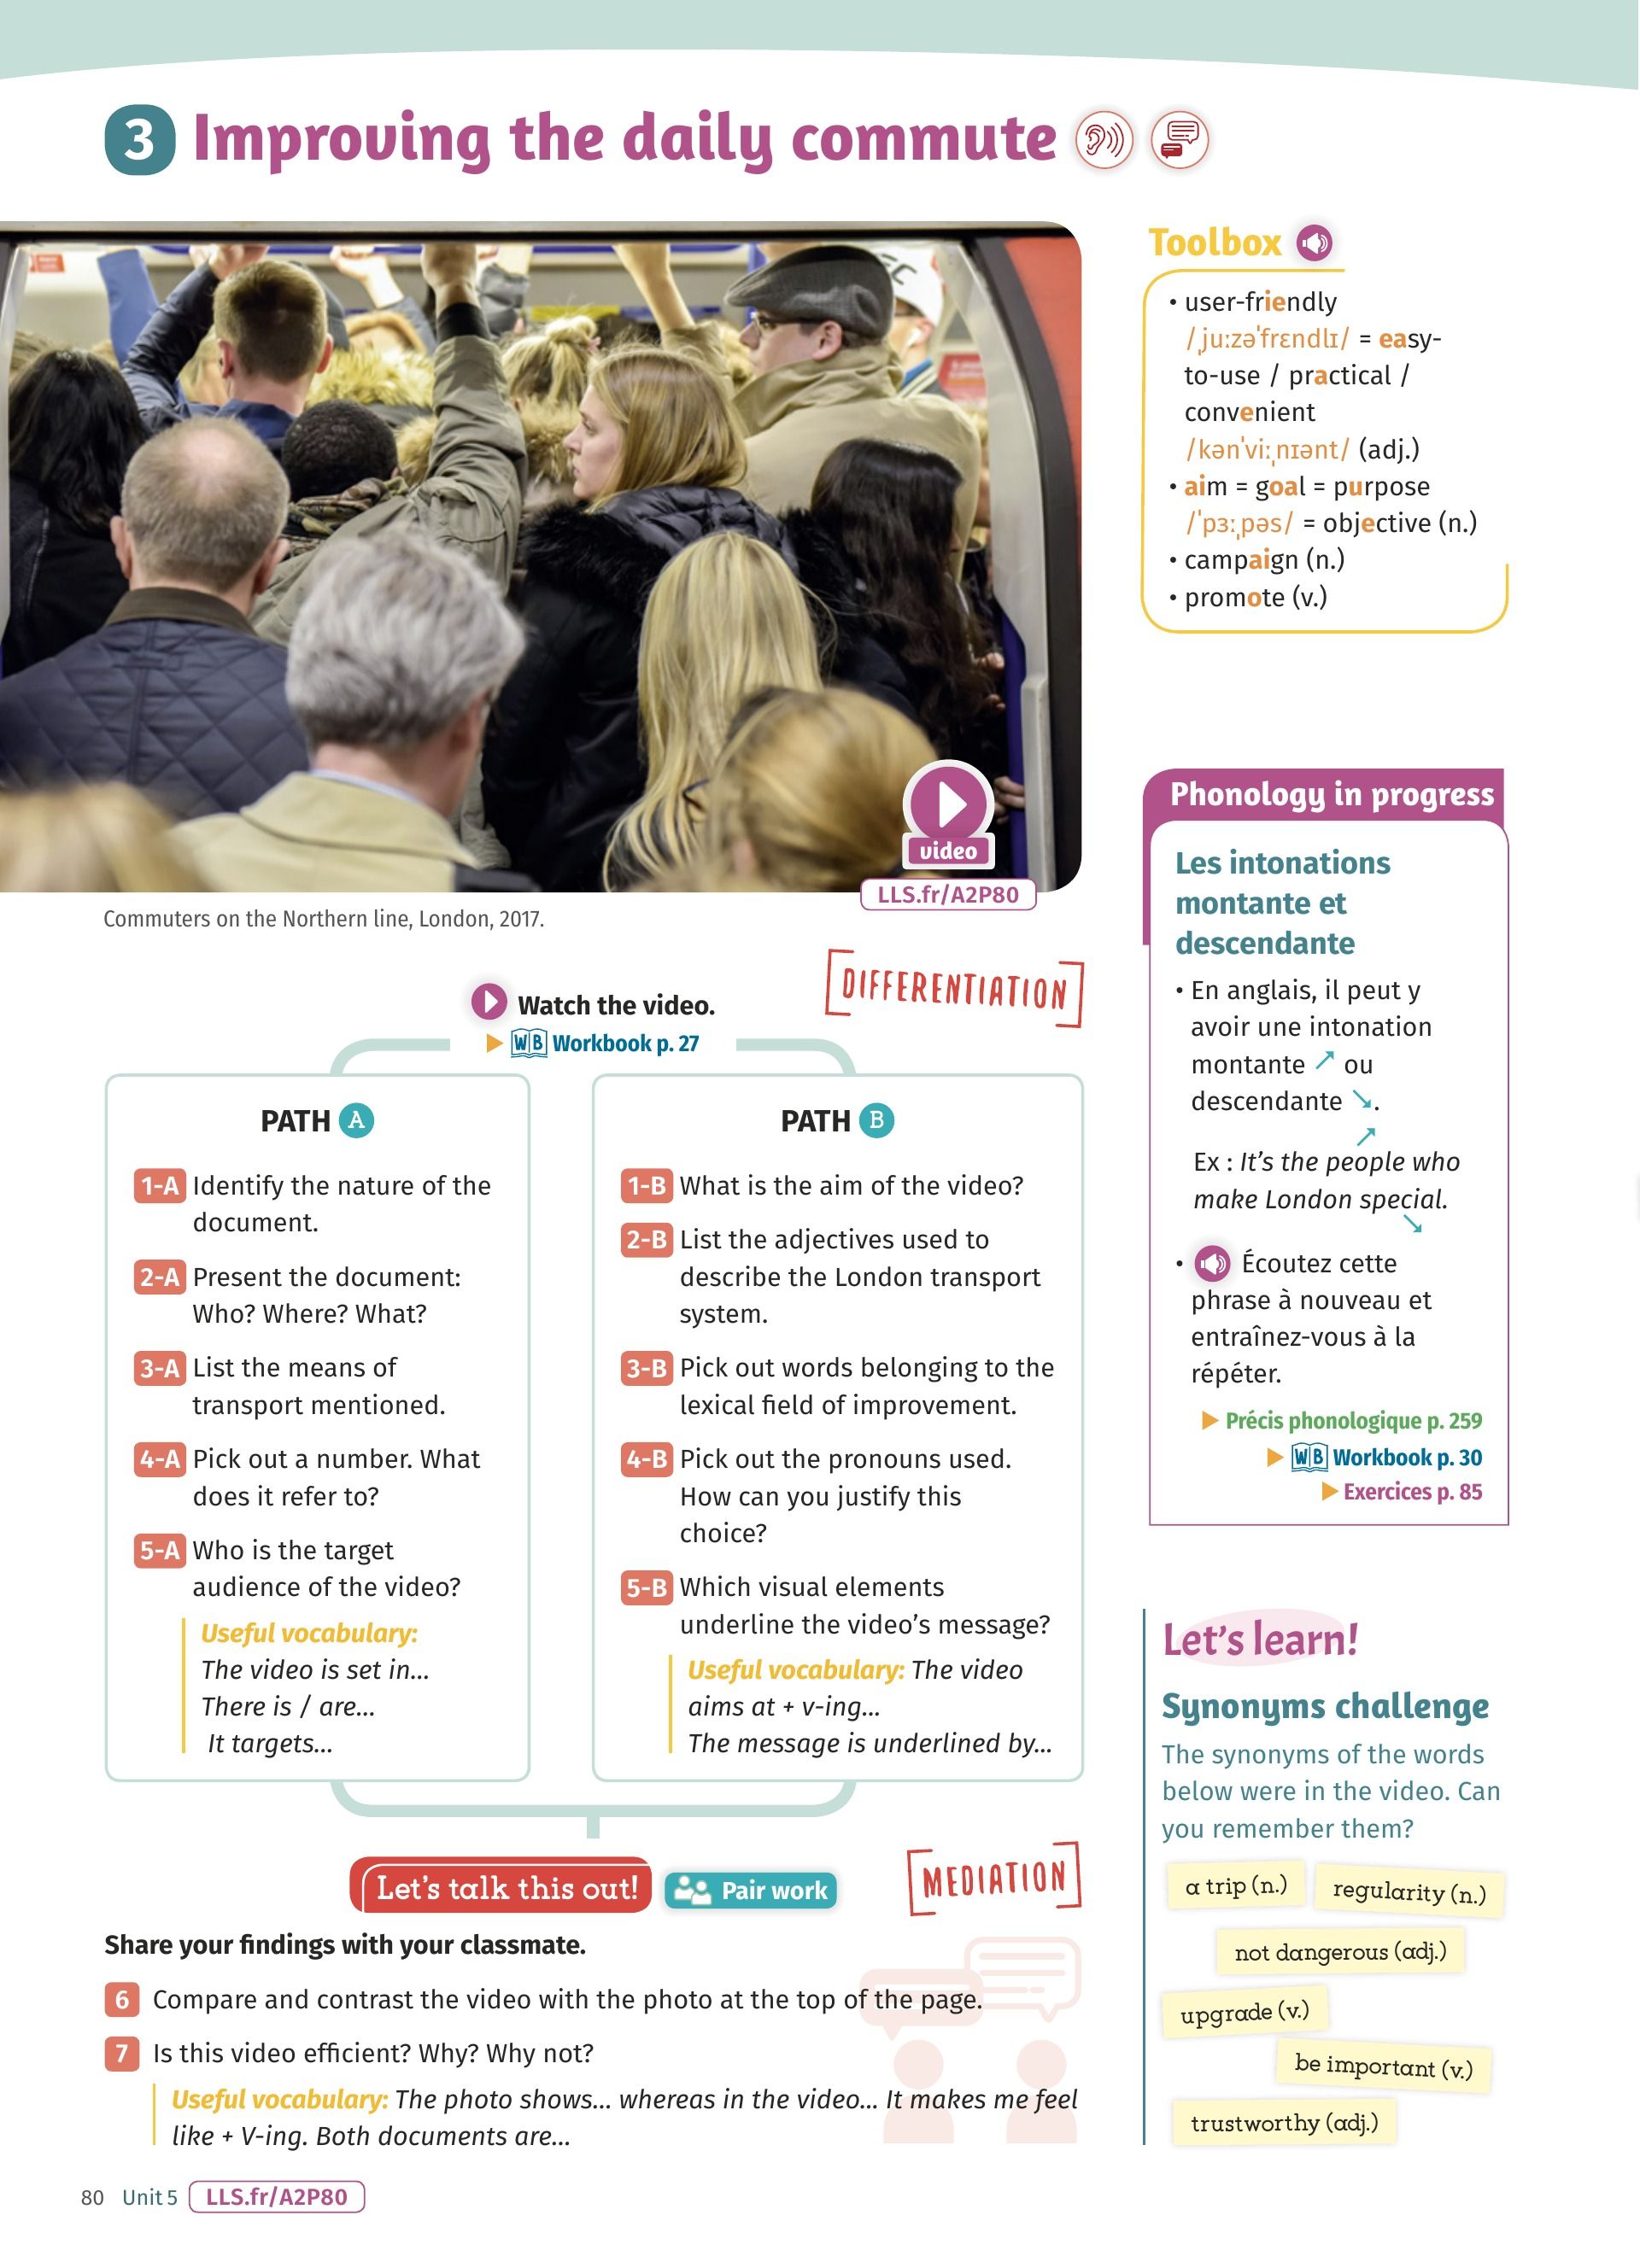 3 Improving the daily commute
video
LLS.fr/A2P80
Commuters on the Northern line, London, 2017.
Toolbox
• user-friendly
/ˌjuːzəˈfrɛndlɪ/ = easy-
to-use / practical /
convenient
/kənˈviːˌnɪənt/ (adj.)
• aim = goal = purpose
/ˈpɜːˌpəs/ = objective (n.)
• campaign (n.)
• promote (v.)
Phonology in progress
Les intonations
montante et
descendante
• En anglais, il peut y
avoir une intonation
montante ↗ ou
descendante ↘.
↗
Ex : It's the people who
make London special.
↘
• Écoutez cette
phrase à nouveau et
entraînez-vous à la
répéter.
Précis phonologique p. 259
WB Workbook p. 30
Exercices p. 85
DIFFERENTIATION
Watch the video.
WB Workbook p. 27
PATH A
1-A Identify the nature of the
document.
2-A Present the document:
Who? Where? What?
3-A List the means of
transport mentioned.
4-A Pick out a number. What
does it refer to?
5-A Who is the target
audience of the video?
Useful vocabulary:
The video is set in...
There is / are...
It targets...
PATH B
1-B What is the aim of the video?
2-B List the adjectives used to
describe the London transport
system.
3-B Pick out words belonging to the
lexical field of improvement.
4-B Pick out the pronouns used.
How can you justify this
choice?
5-B Which visual elements
underline the video's message?
Useful vocabulary: The video
aims at + v-ing...
The message is underlined by...
Let's talk this out!
Pair work
MEDIATION
Share your findings with your classmate.
6 Compare and contrast the video with the photo at the top of the page.
7 Is this video efficient? Why? Why not?
Useful vocabulary: The photo shows... whereas in the video... It makes me feel
like + V-ing. Both documents are...
Let's learn!
Synonyms challenge
The synonyms of the words
below were in the video. Can
you remember them?
a trip (n.)
regularity (n.)
not dangerous (adj.)
upgrade (v.)
be important (v.)
trustworthy (adj.)
80 Unit 5 LLS.fr/A2P80